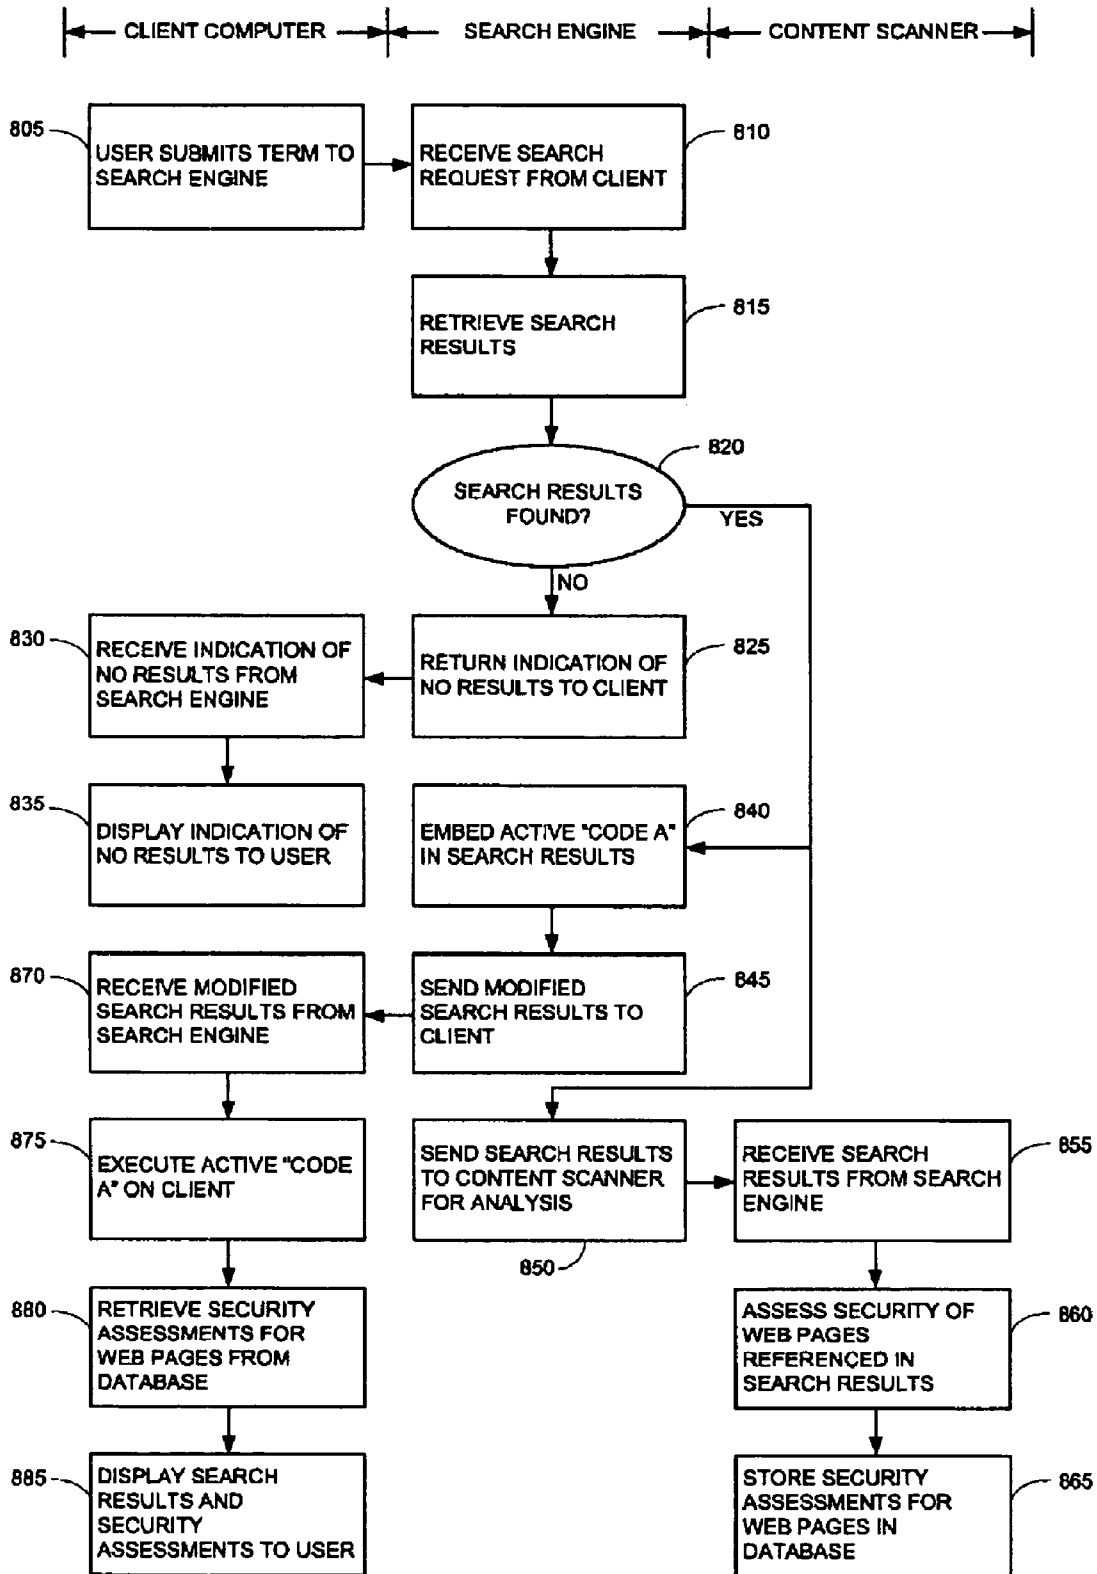 CLIENT COMPUTER
SEARCH ENGINE
CONTENT SCANNER
805
USER SUBMITS TERM TO
SEARCH ENGINE
810
RECEIVE SEARCH
REQUEST FROM CLIENT
815
RETRIEVE SEARCH
RESULTS
820
SEARCH RESULTS
FOUND?
YES
NO
830
RECEIVE INDICATION OF
NO RESULTS FROM
SEARCH ENGINE
825
RETURN INDICATION OF
NO RESULTS TO CLIENT
835
DISPLAY INDICATION OF
NO RESULTS TO USER
840
EMBED ACTIVE "CODE A"
IN SEARCH RESULTS
870
RECEIVE MODIFIED
SEARCH RESULTS FROM
SEARCH ENGINE
845
SEND MODIFIED
SEARCH RESULTS TO
CLIENT
875
EXECUTE ACTIVE "CODE
A" ON CLIENT
SEND SEARCH RESULTS
TO CONTENT SCANNER
FOR ANALYSIS
850
855
RECEIVE SEARCH
RESULTS FROM SEARCH
ENGINE
880
RETRIEVE SECURITY
ASSESSMENTS FOR
WEB PAGES FROM
DATABASE
860
ASSESS SECURITY OF
WEB PAGES
REFERENCED IN
SEARCH RESULTS
885
DISPLAY SEARCH
RESULTS AND
SECURITY
ASSESSMENTS TO USER
865
STORE SECURITY
ASSESSMENTS FOR
WEB PAGES IN
DATABASE